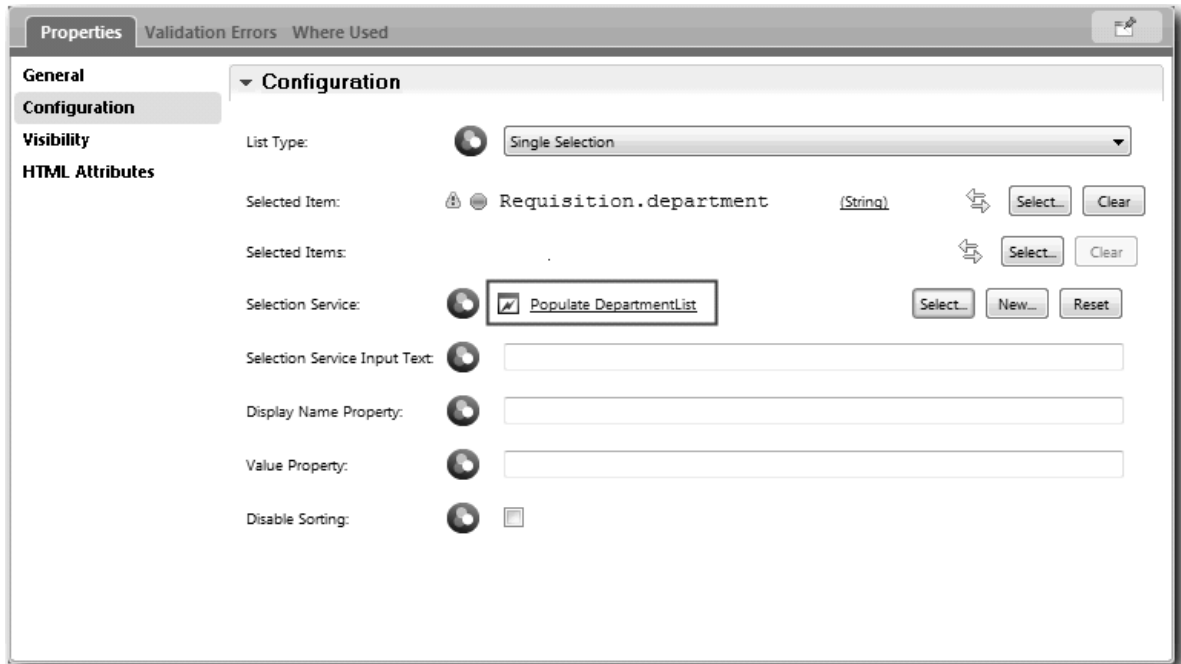 Properties Validation Errors Where Used
General
Configuration
Visibility
HTML Attributes
Configuration
List Type: Single Selection
Selected Item: Requisition.department (String) Select... Clear
Selected Items: Select... Clear
Selection Service: Populate DepartmentList Select... New... Reset
Selection Service Input Text:
Display Name Property:
Value Property:
Disable Sorting: